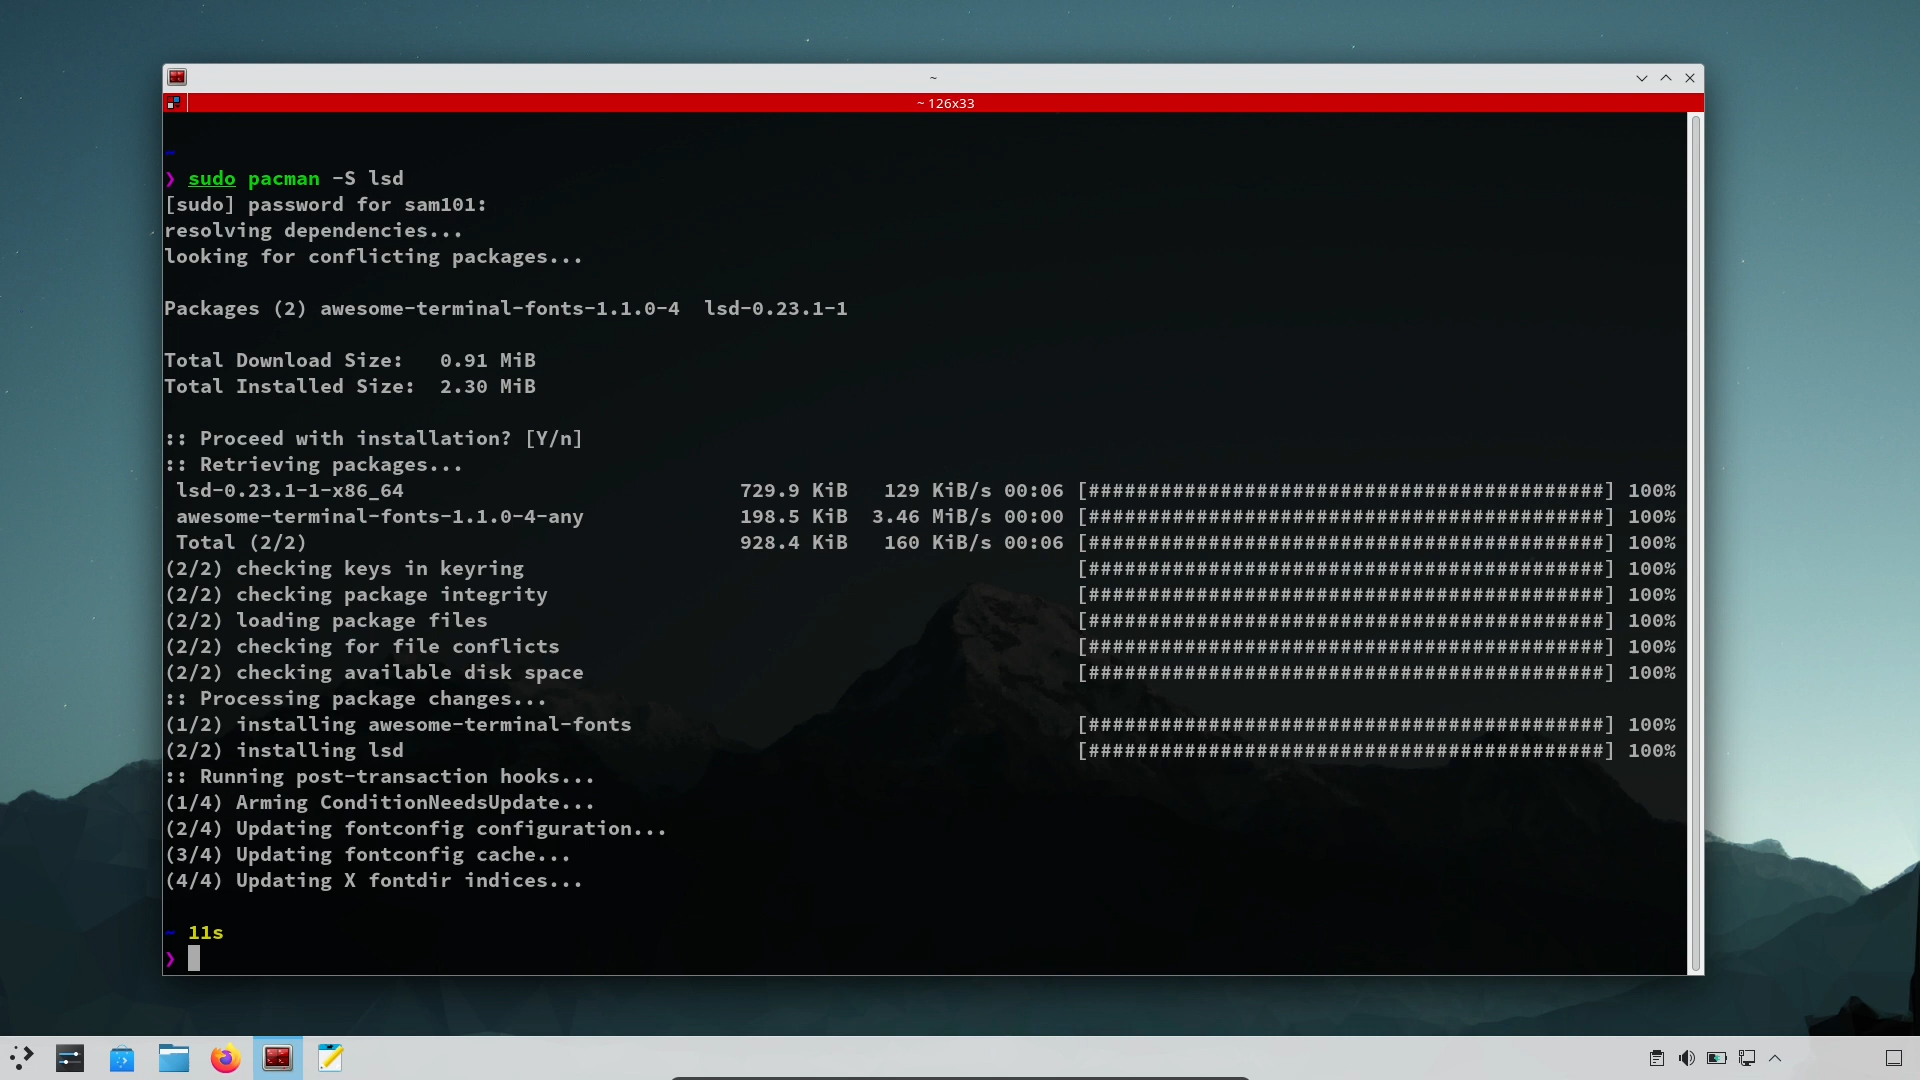 ~
~ 126x33
~
❯ sudo pacman -S lsd
[sudo] password for sam101:
resolving dependencies...
looking for conflicting packages...
Packages (2) awesome-terminal-fonts-1.1.0-4  lsd-0.23.1-1
Total Download Size:   0.91 MiB
Total Installed Size:  2.30 MiB
:: Proceed with installation? [Y/n]
:: Retrieving packages...
lsd-0.23.1-1-x86_64 729.9 KiB 129 KiB/s 00:06 [###########################################] 100%
awesome-terminal-fonts-1.1.0-4-any 198.5 KiB 3.46 MiB/s 00:00 [###########################################] 100%
Total (2/2) 928.4 KiB 160 KiB/s 00:06 [###########################################] 100%
(2/2) checking keys in keyring [###########################################] 100%
(2/2) checking package integrity [###########################################] 100%
(2/2) loading package files [###########################################] 100%
(2/2) checking for file conflicts [###########################################] 100%
(2/2) checking available disk space [###########################################] 100%
:: Processing package changes...
(1/2) installing awesome-terminal-fonts [###########################################] 100%
(2/2) installing lsd [###########################################] 100%
:: Running post-transaction hooks...
(1/4) Arming ConditionNeedsUpdate...
(2/4) Updating fontconfig configuration...
(3/4) Updating fontconfig cache...
(4/4) Updating X fontdir indices...
~ 11s
❯